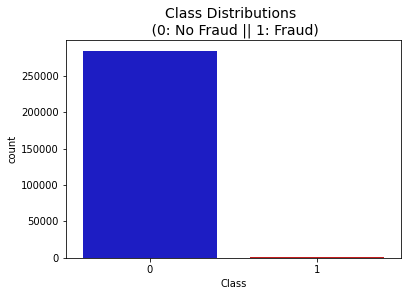 Class Distributions
(0: No Fraud || 1: Fraud)
250000
200000
150000
100000
50000
0
count
0 1
Class